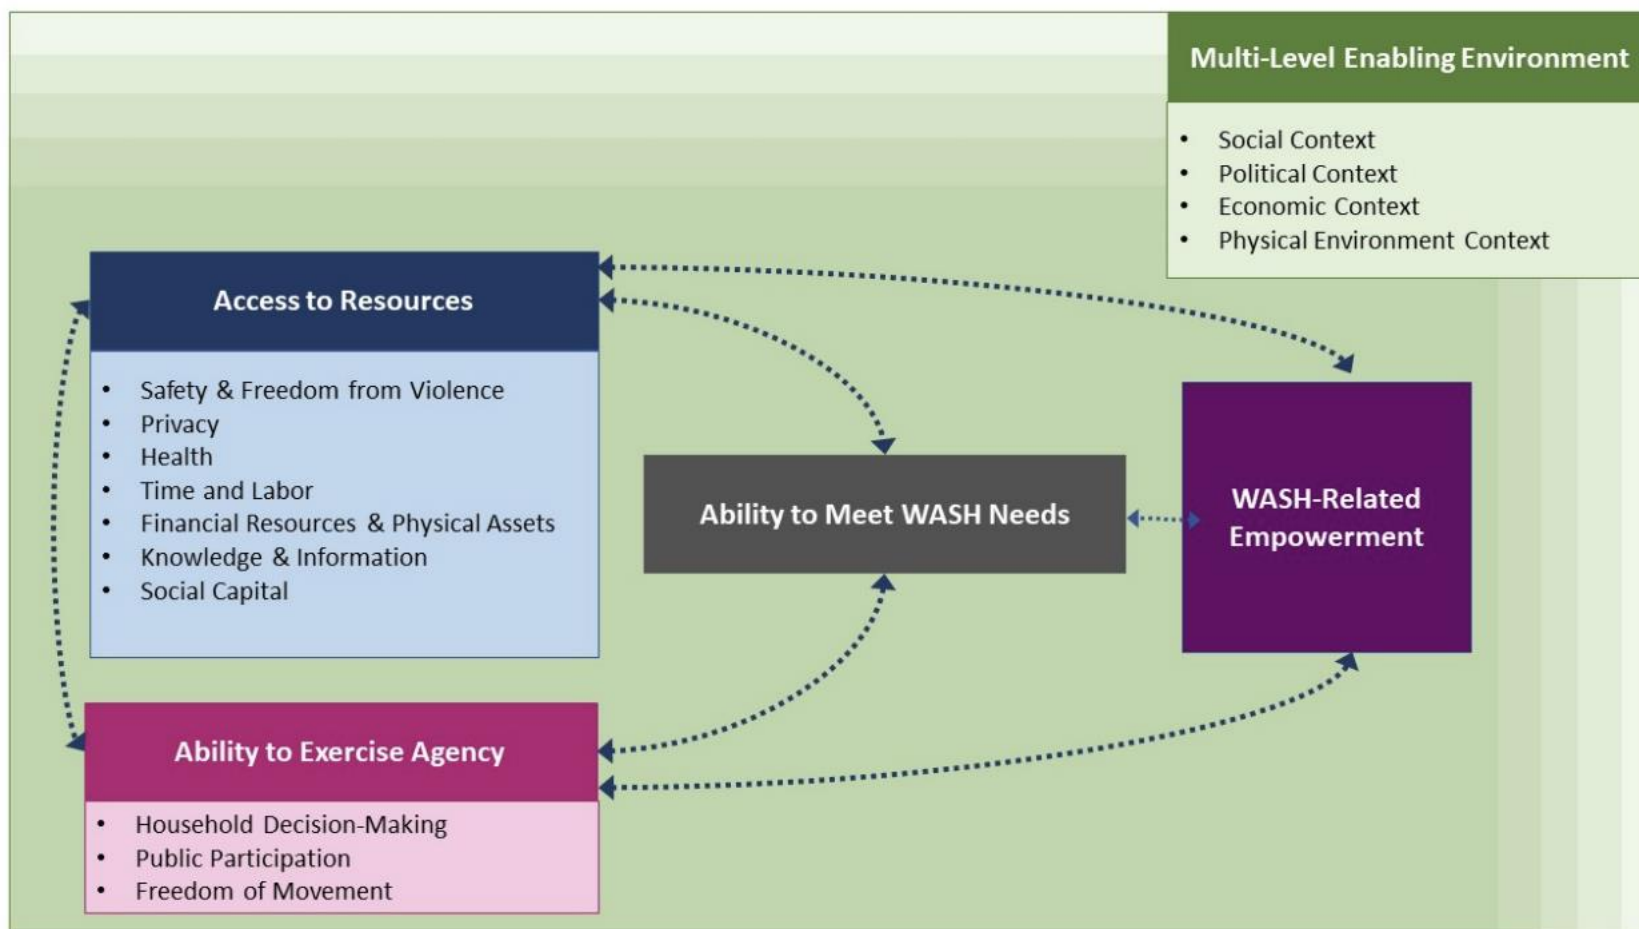 Multi-Level Enabling Environment
• Social Context
• Political Context
• Economic Context
• Physical Environment Context
Access to Resources
• Safety & Freedom from Violence
• Privacy
• Health
• Time and Labor
• Financial Resources & Physical Assets
• Knowledge & Information
• Social Capital
Ability to Meet WASH Needs
WASH-Related
Empowerment
Ability to Exercise Agency
• Household Decision-Making
• Public Participation
• Freedom of Movement